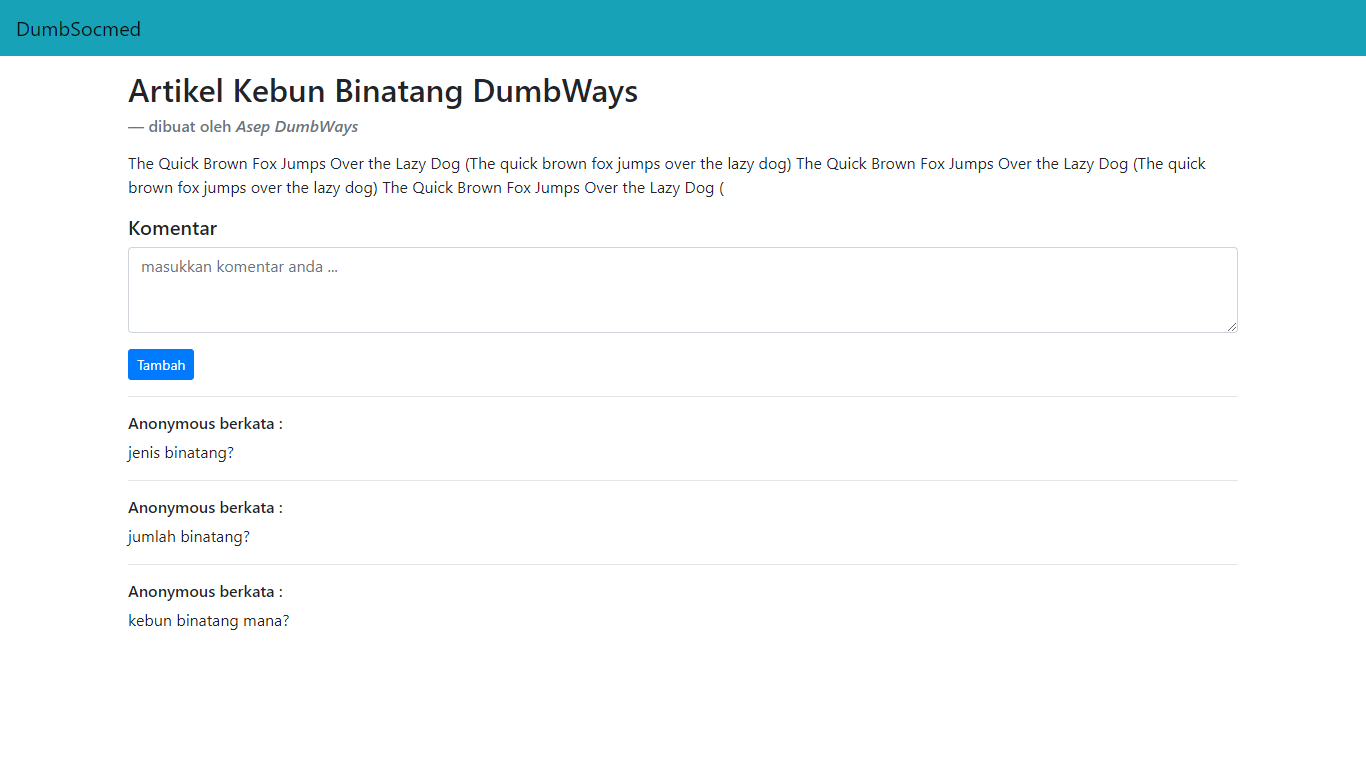 DumbSocmed
Artikel Kebun Binatang DumbWays
— dibuat oleh Asep DumbWays
The Quick Brown Fox Jumps Over the Lazy Dog (The quick brown fox jumps over the lazy dog) The Quick Brown Fox Jumps Over the Lazy Dog (The quick
brown fox jumps over the lazy dog) The Quick Brown Fox Jumps Over the Lazy Dog (
Komentar
masukkan komentar anda ...
Tambah
Anonymous berkata :
jenis binatang?
Anonymous berkata :
jumlah binatang?
Anonymous berkata :
kebun binatang mana?